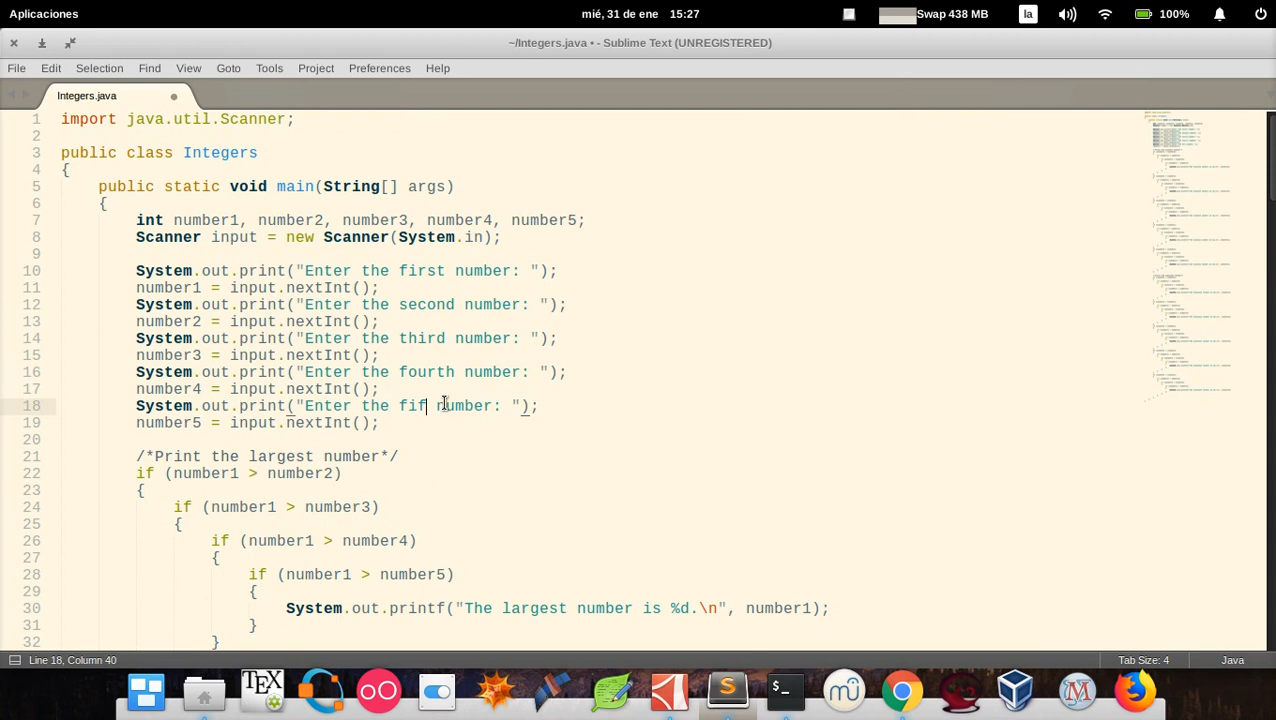 Aplicaciones mié, 31 de ene 15:27 Swap 438 MB la 100%
~/Integers.java • - Sublime Text (UNREGISTERED)
File Edit Selection Find View Goto Tools Project Preferences Help
Integers.java
1 import java.util.Scanner;
2
3 public class Integers
4 {
5 public static void main(String[] args)
6 {
7 int number1, number2, number3, number4, number5;
8 Scanner input = new Scanner(System.in);
9
10 System.out.print("Enter the first number: ");
11 number1 = input.nextInt();
12 System.out.print("Enter the second number: ");
13 number2 = input.nextInt();
14 System.out.print("Enter the third number: ");
15 number3 = input.nextInt();
16 System.out.print("Enter the fourth number: ");
17 number4 = input.nextInt();
18 System.out.print("Enter the fif number: ");
19 number5 = input.nextInt();
20
21 /*Print the largest number*/
22 if (number1 > number2)
23 {
24 if (number1 > number3)
25 {
26 if (number1 > number4)
27 {
28 if (number1 > number5)
29 {
30 System.out.printf("The largest number is %d.\n", number1);
31 }
32 }
Line 18, Column 40 Tab Size: 4 Java
TEX S >_ mu M